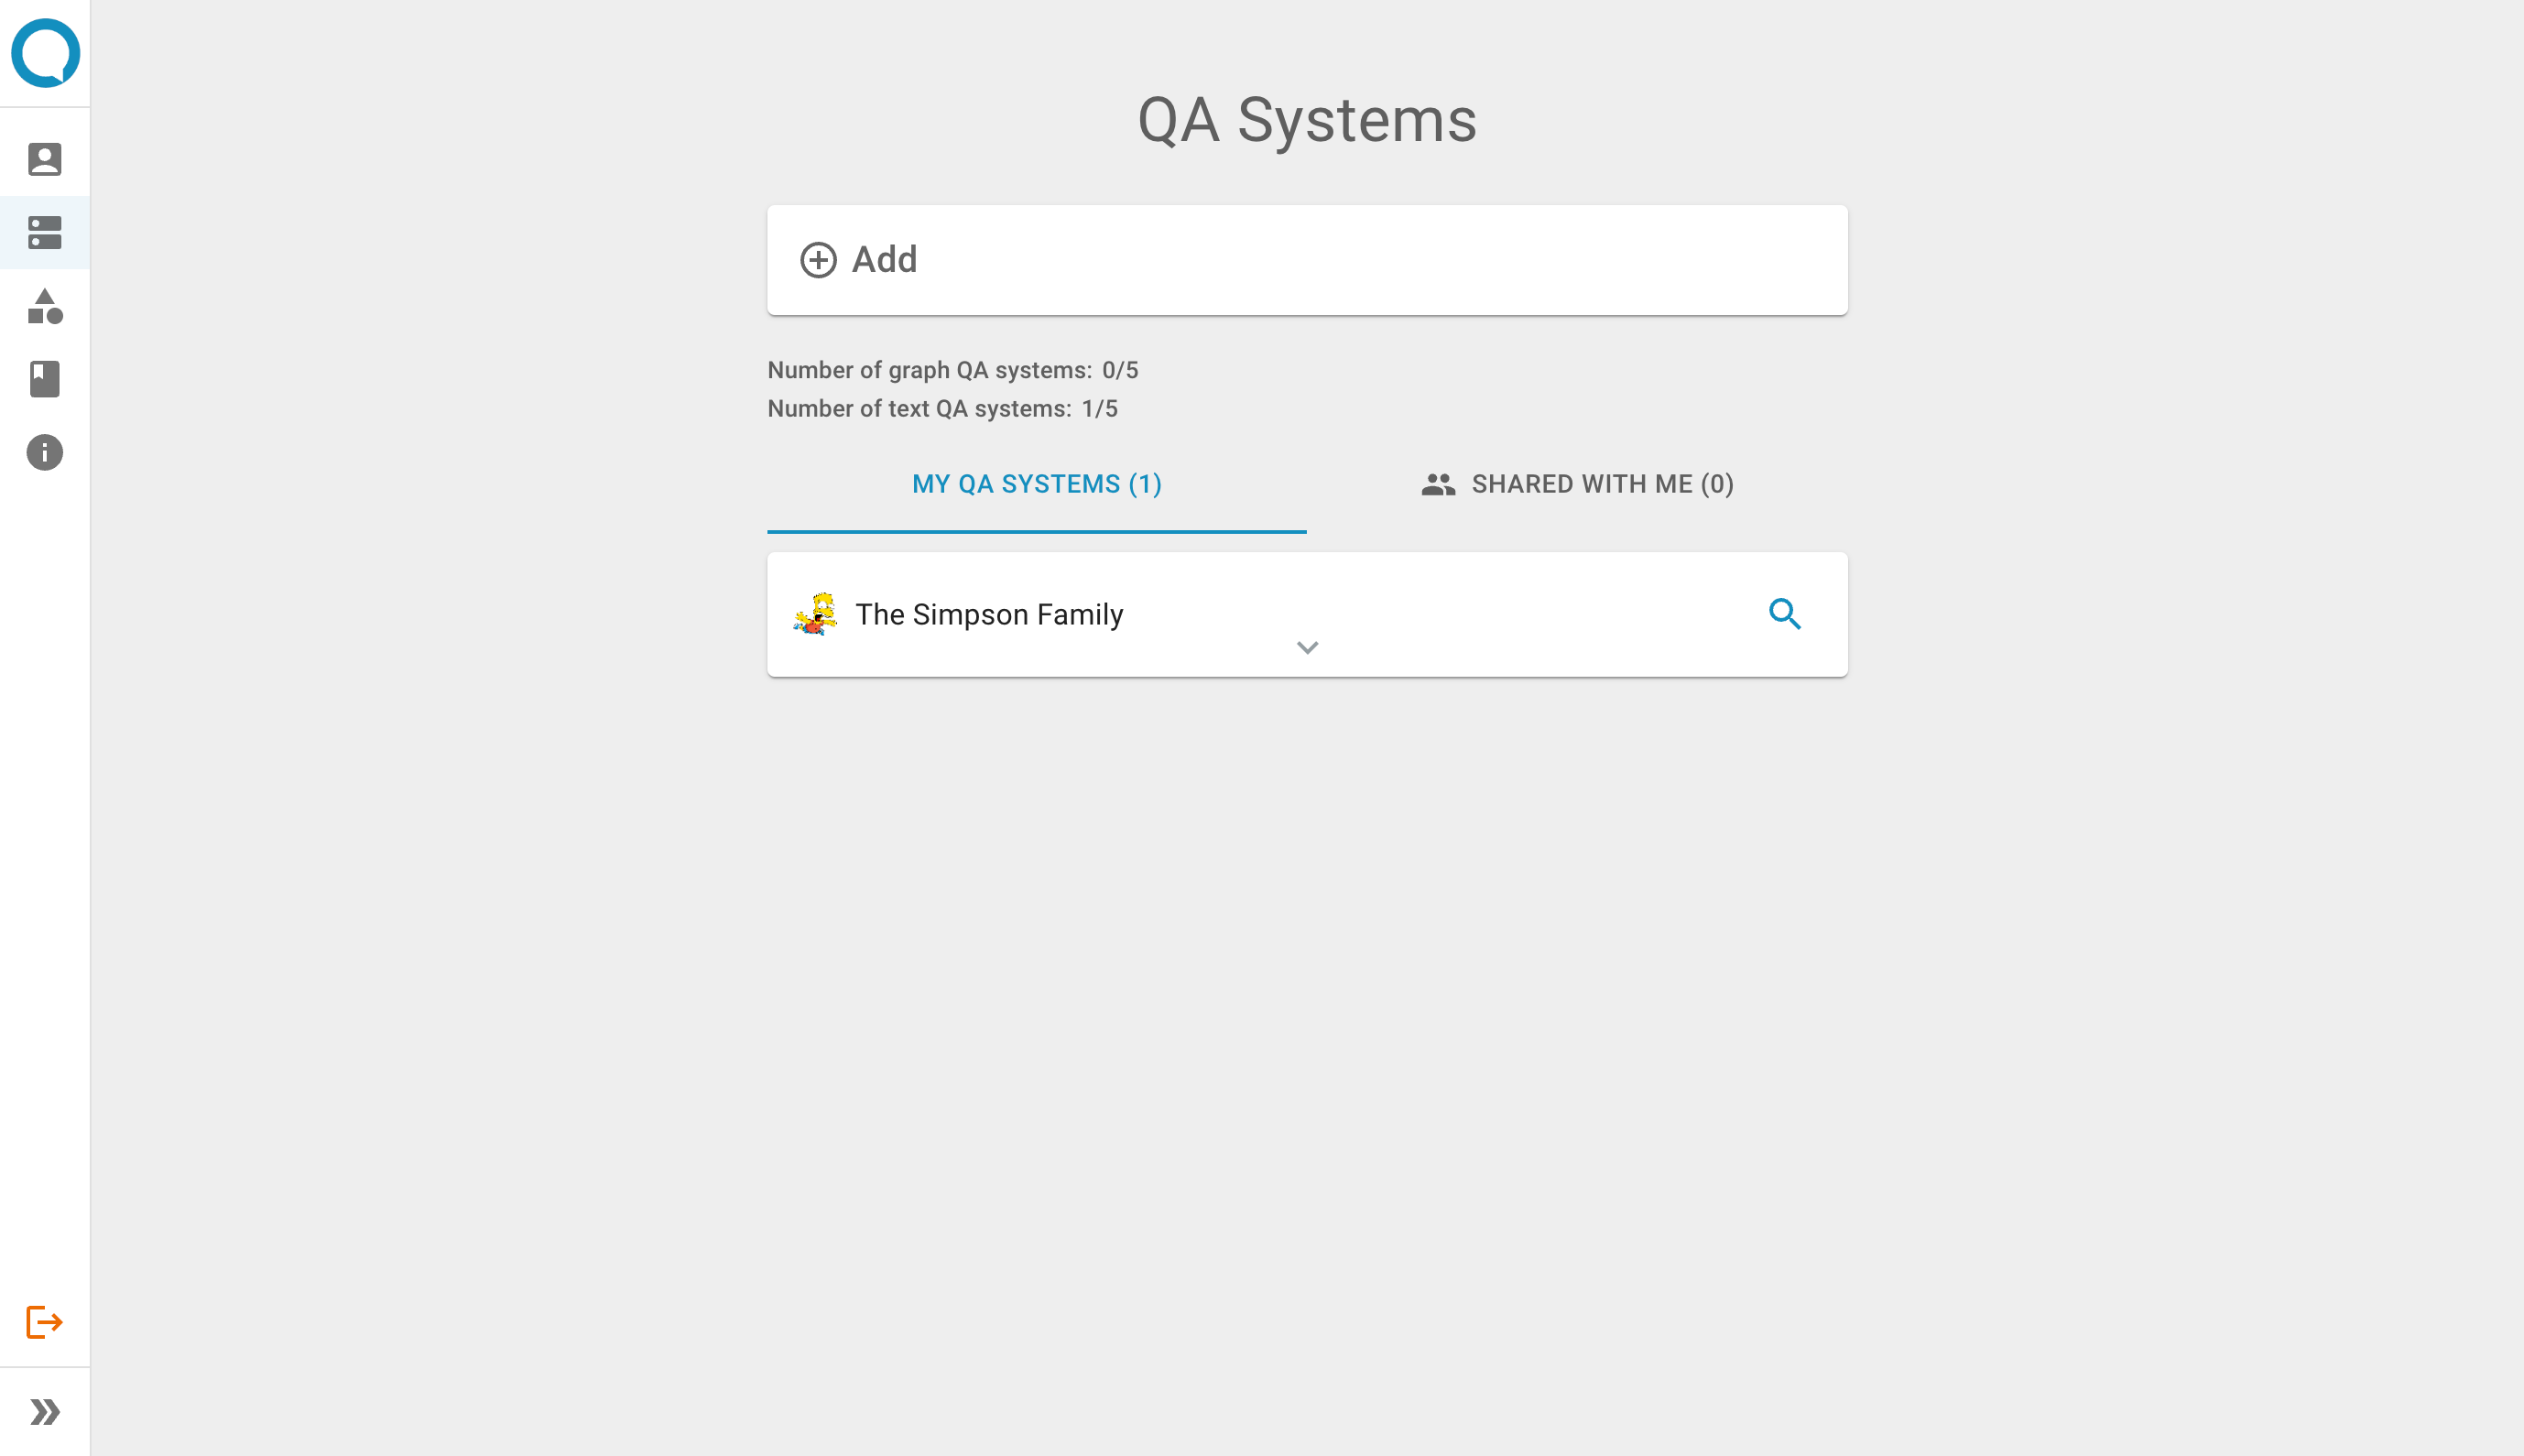 QA Systems
Add
Number of graph QA systems: 0/5
Number of text QA systems: 1/5
MY QA SYSTEMS (1)
SHARED WITH ME (0)
The Simpson Family